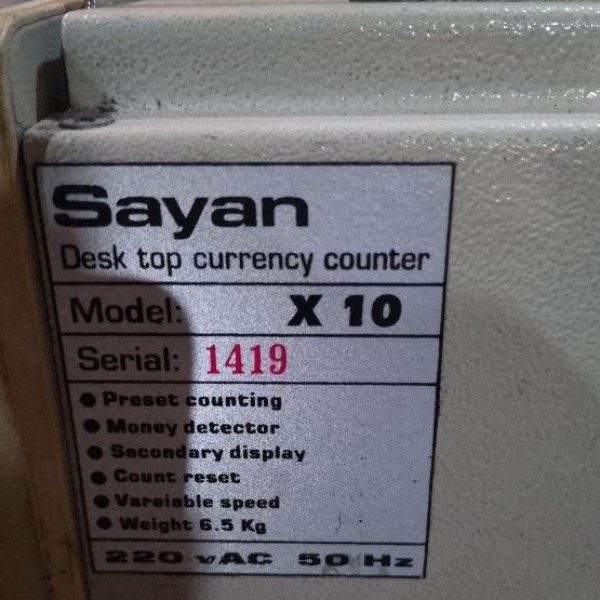 Sayan
Desk top currency counter
Model: X 10
Serial: 1419
● Preset counting
● Money detector
● Secondary display
● Count reset
● Vareiable speed
● Weight 6.5 Kg
220 vAC 50 Hz